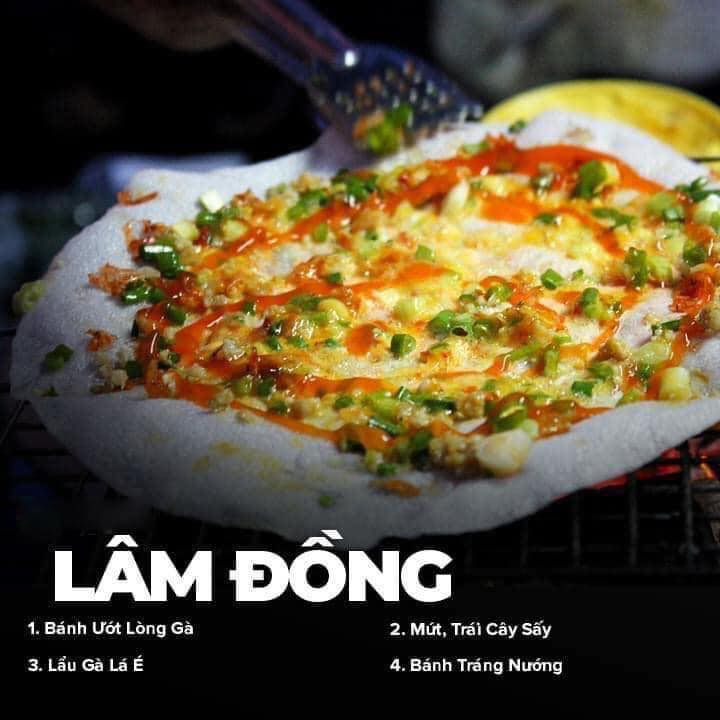 LÂM ĐỒNG
1. Bánh Ướt Lòng Gà
2. Mứt, Trái Cây Sấy
3. Lẩu Gà Lá É
4. Bánh Tráng Nướng